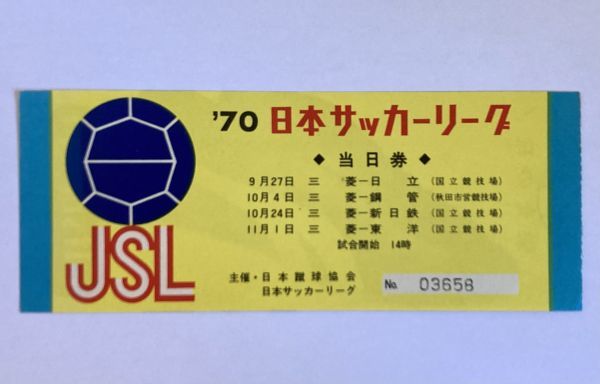 '70 日本サッカーリーグ
◆ 当日券 ◆
9月27日 三菱ー日立 (国立競技場)
10月4日 三菱ー鋼管 (秋田市営競技場)
10月24日 三菱ー新日鉄 (国立競技場)
11月1日 三菱ー東洋 (国立競技場)
試合開始 14時
JSL
主催・日本蹴球協会
日本サッカーリーグ
No. 03658